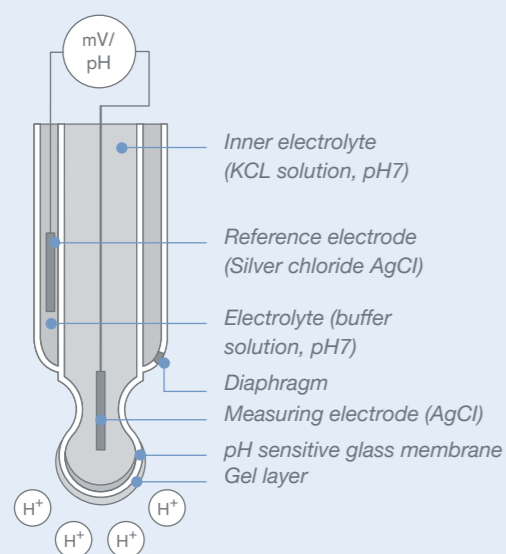 mV/
pH
Inner electrolyte
(KCL solution, pH7)
Reference electrode
(Silver chloride AgCl)
Electrolyte (buffer
solution, pH7)
Diaphragm
Measuring electrode (AgCl)
pH sensitive glass membrane
Gel layer
H+
H+
H+
H+